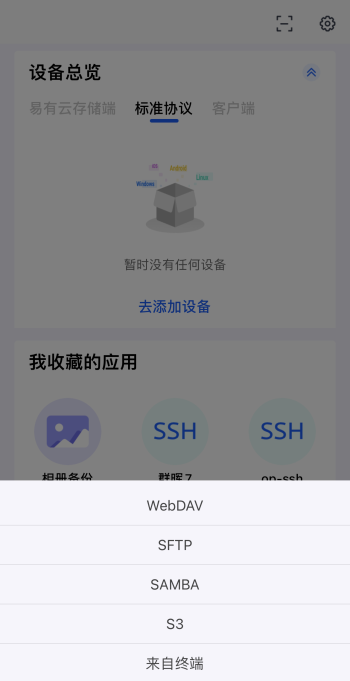 设备总览
易有云存储端 标准协议 客户端
Android
Linux
Windows
暂时没有任何设备
去添加设备
我收藏的应用
SSH SSH
相册备份 群晖7 op-ssh
WebDAV
SFTP
SAMBA
S3
来自终端